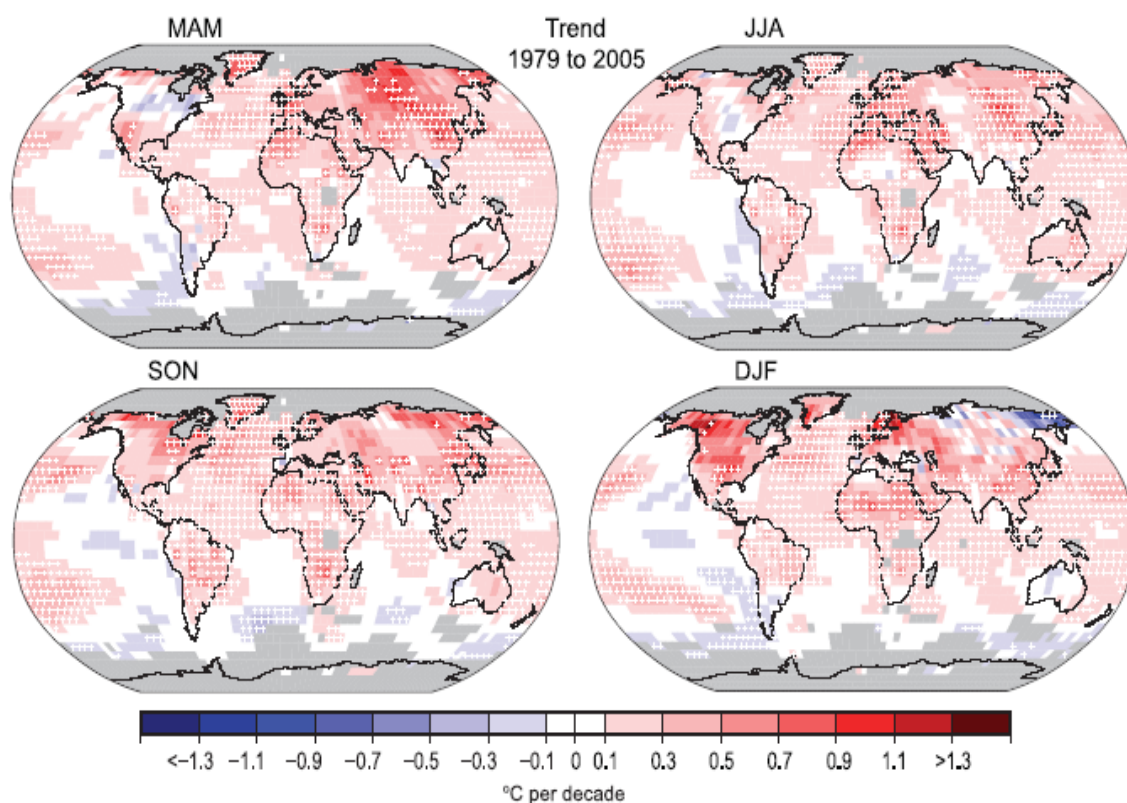 MAM
Trend
1979 to 2005
JJA
SON
DJF
<−1.3 −1.1 −0.9 −0.7 −0.5 −0.3 −0.1 0 0.1 0.3 0.5 0.7 0.9 1.1 >1.3
ºC per decade